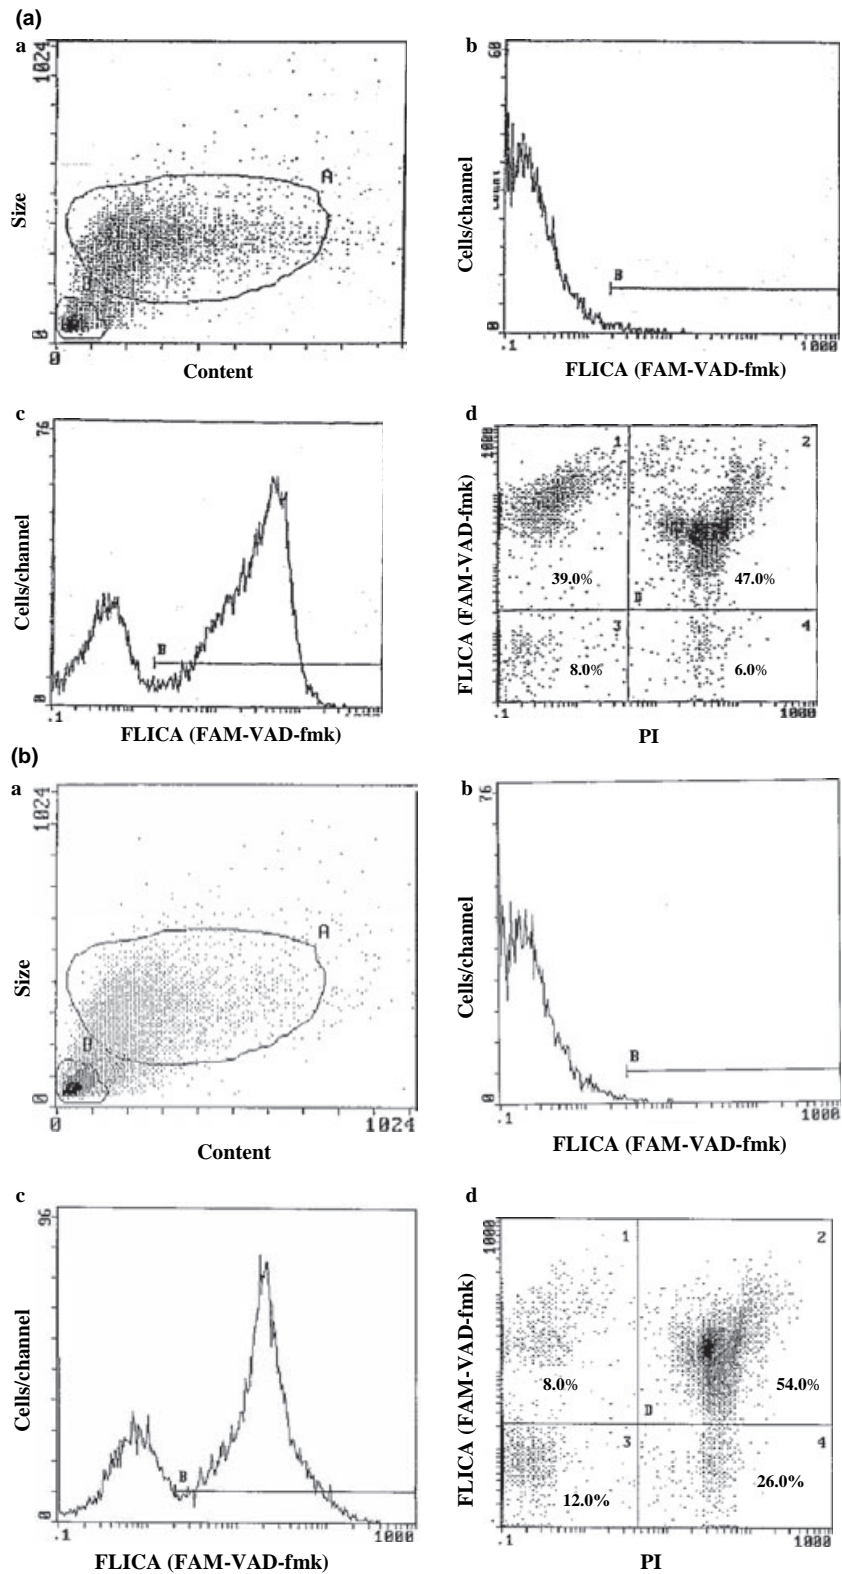 (a)
a
1024
Size
0
A
D
0
Content
b
60
Cells/channel
Count
0
B
.1
1000
FLICA (FAM-VAD-fmk)
c
76
Cells/channel
0
B
.1
FLICA (FAM-VAD-fmk)
d
1000
FLICA (FAM-VAD-fmk)
1
2
39.0%
47.0%
D
3
4
8.0%
6.0%
.1
1000
PI
(b)
a
1024
Size
0
A
D
0
1024
Content
b
76
Cells/channel
0
B
.1
1000
FLICA (FAM-VAD-fmk)
c
96
Cells/channel
0
B
.1
1000
FLICA (FAM-VAD-fmk)
d
1000
FLICA (FAM-VAD-fmk)
1
2
8.0%
54.0%
D
3
4
12.0%
26.0%
.1
1000
PI